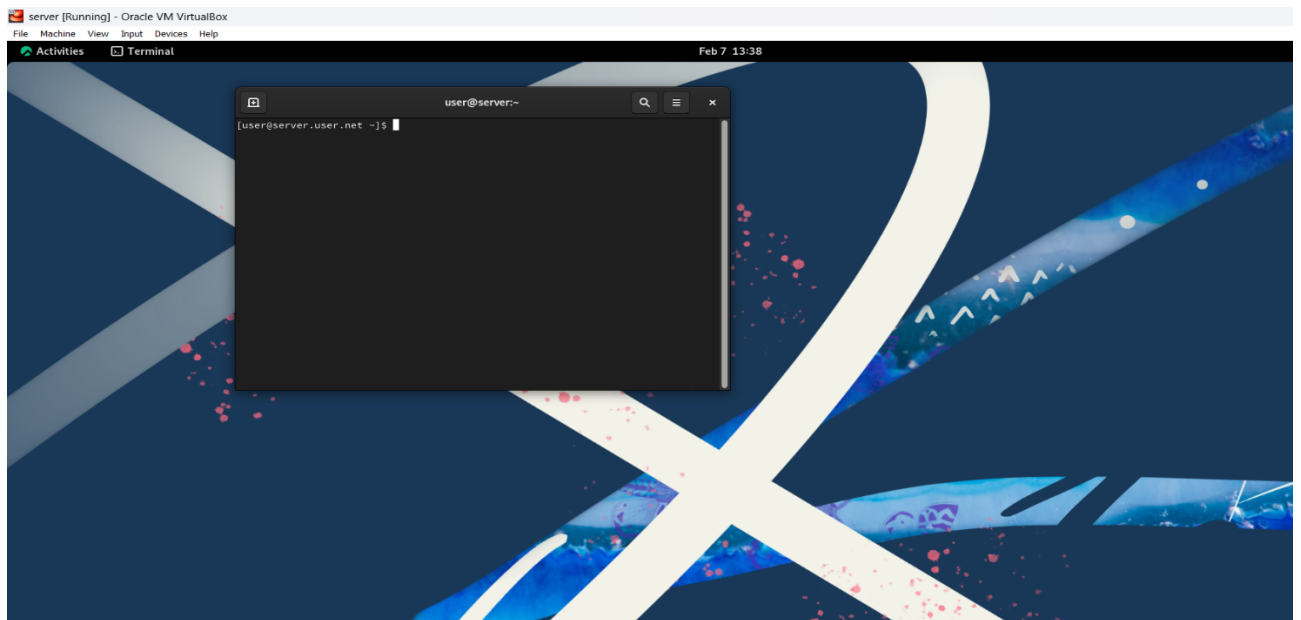 server [Running] - Oracle VM VirtualBox
File Machine View Input Devices Help
Activities Terminal Feb 7 13:38
user@server:~
[user@server.user.net ~]$